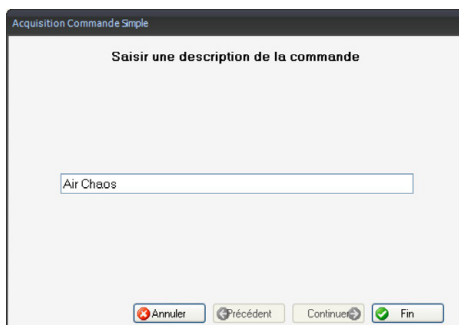 Acquisition Commande Simple
Saisir une description de la commande
Air Chaos
Annuler Précédent Continuer Fin